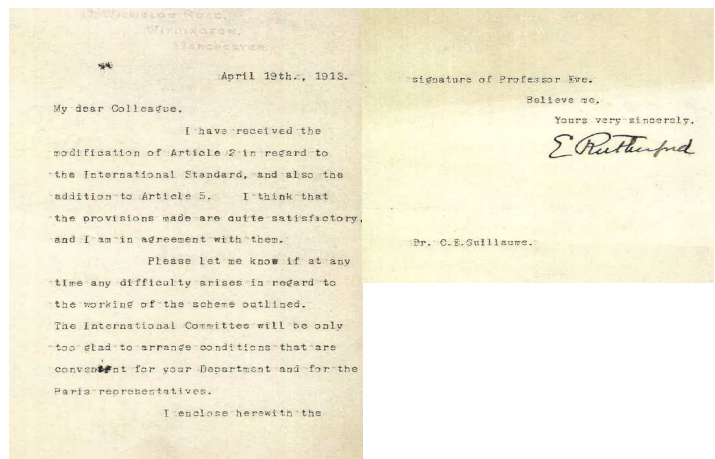 Withington,
Manchester.
April 19th., 1913.
My dear Colleague,
I have received the
modification of Article 2 in regard to
the International Standard, and also the
addition to Article 5. I think that
the provisions made are quite satisfactory,
and I am in agreement with them.
Please let me know if at any
time any difficulty arises in regard to
the working of the scheme outlined.
The International Committee will be only
too glad to arrange conditions that are
convenient for your Department and for the
Paris representatives.
I enclose herewith the
signature of Professor Eve.
Believe me,
Yours very sincerely,
E Rutherford
Dr. C.E.Guillaume.